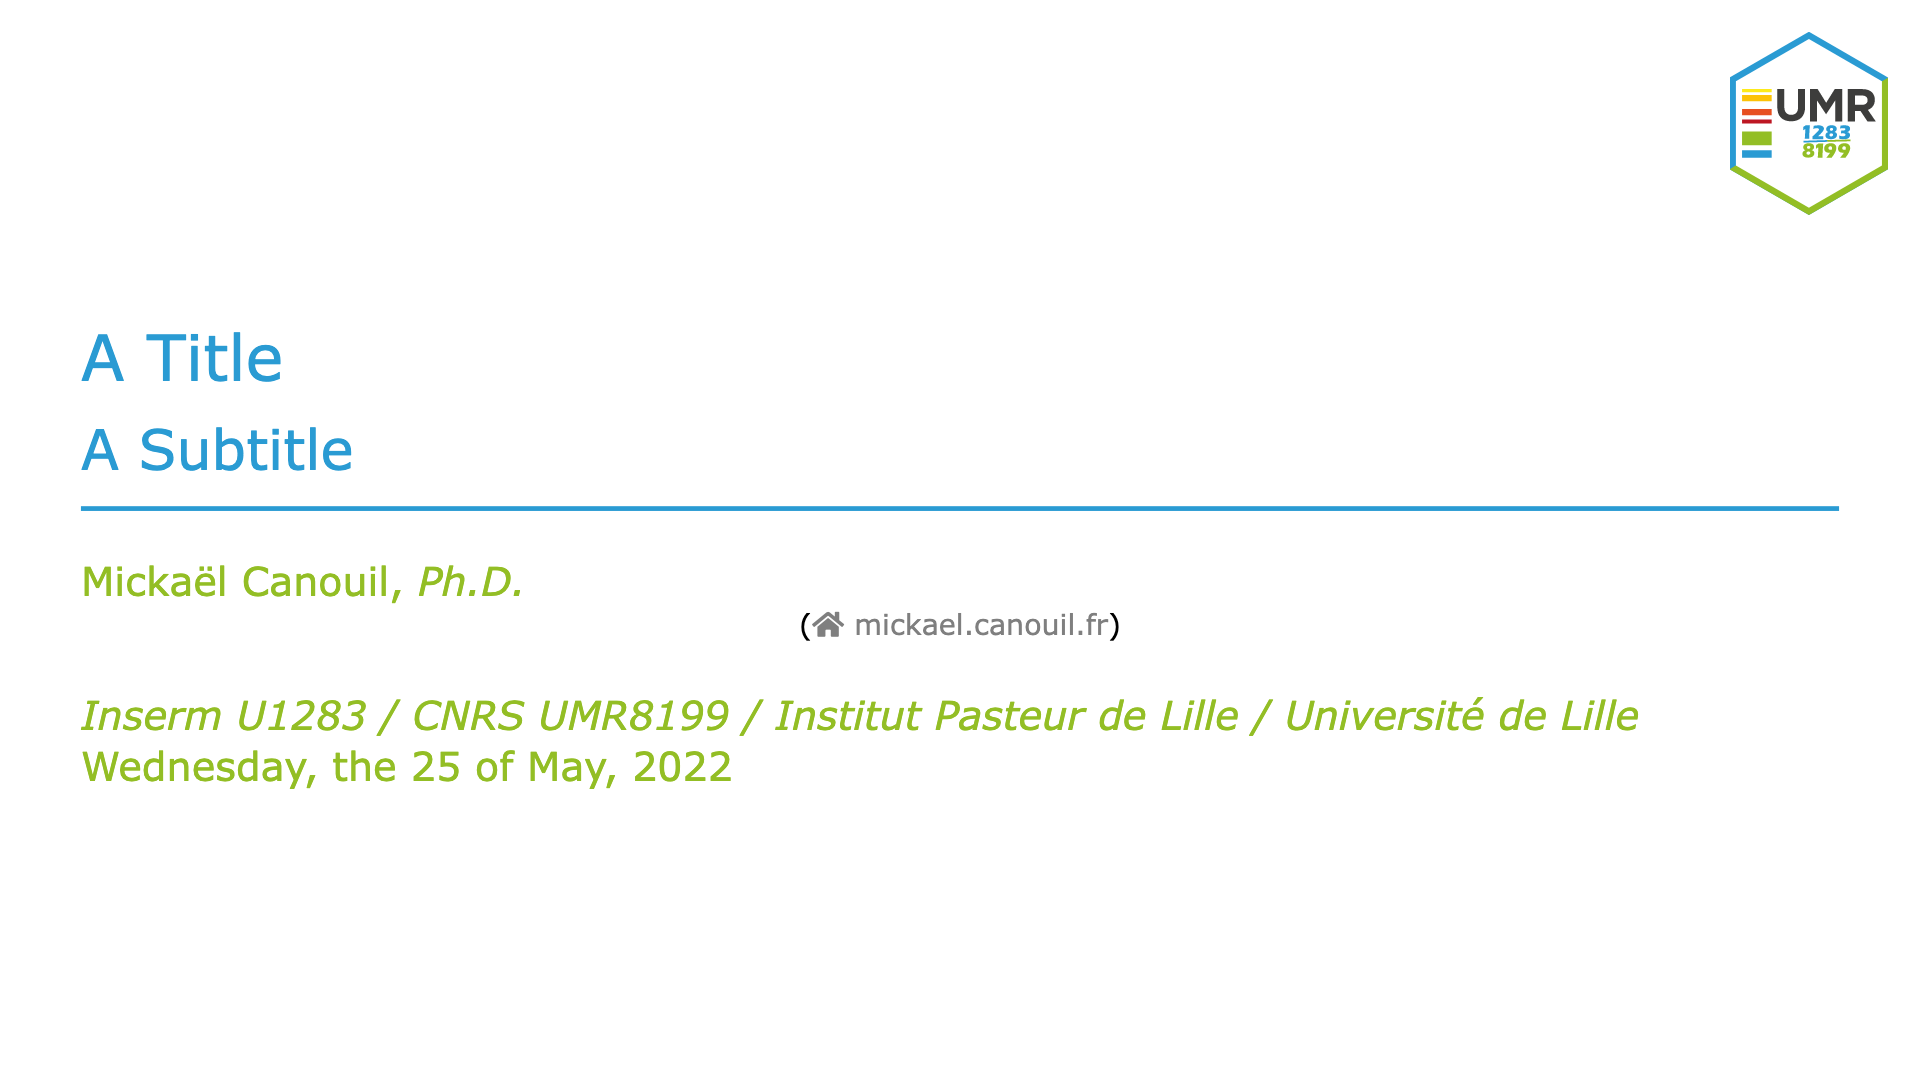 UMR
1283
8199
A Title
A Subtitle
Mickaël Canouil, Ph.D.
( mickael.canouil.fr)
Inserm U1283 / CNRS UMR8199 / Institut Pasteur de Lille / Université de Lille
Wednesday, the 25 of May, 2022